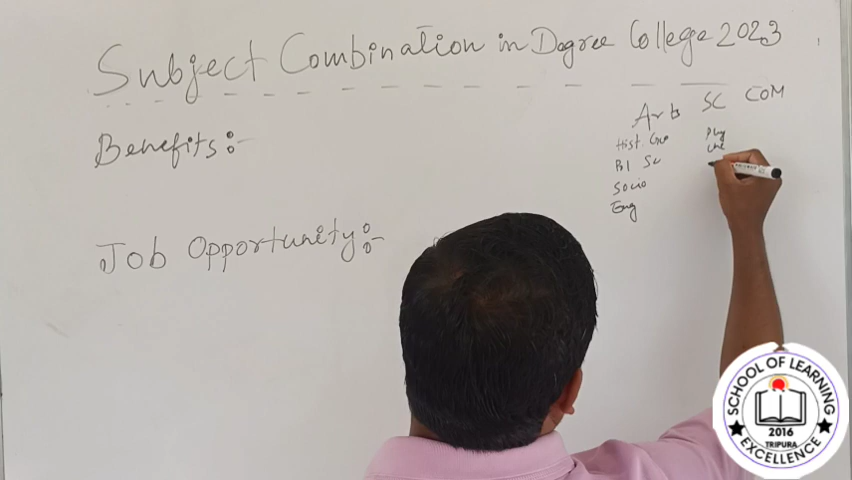 Subject Combination in Degree College 2023
Arts SC COM
Benefits:-
Hist. Geo
Pol Sc
Socio
Eng
Phy
Che
Job Opportunity:-
SCHOOL OF LEARNING
2016
TRIPURA
EXCELLENCE